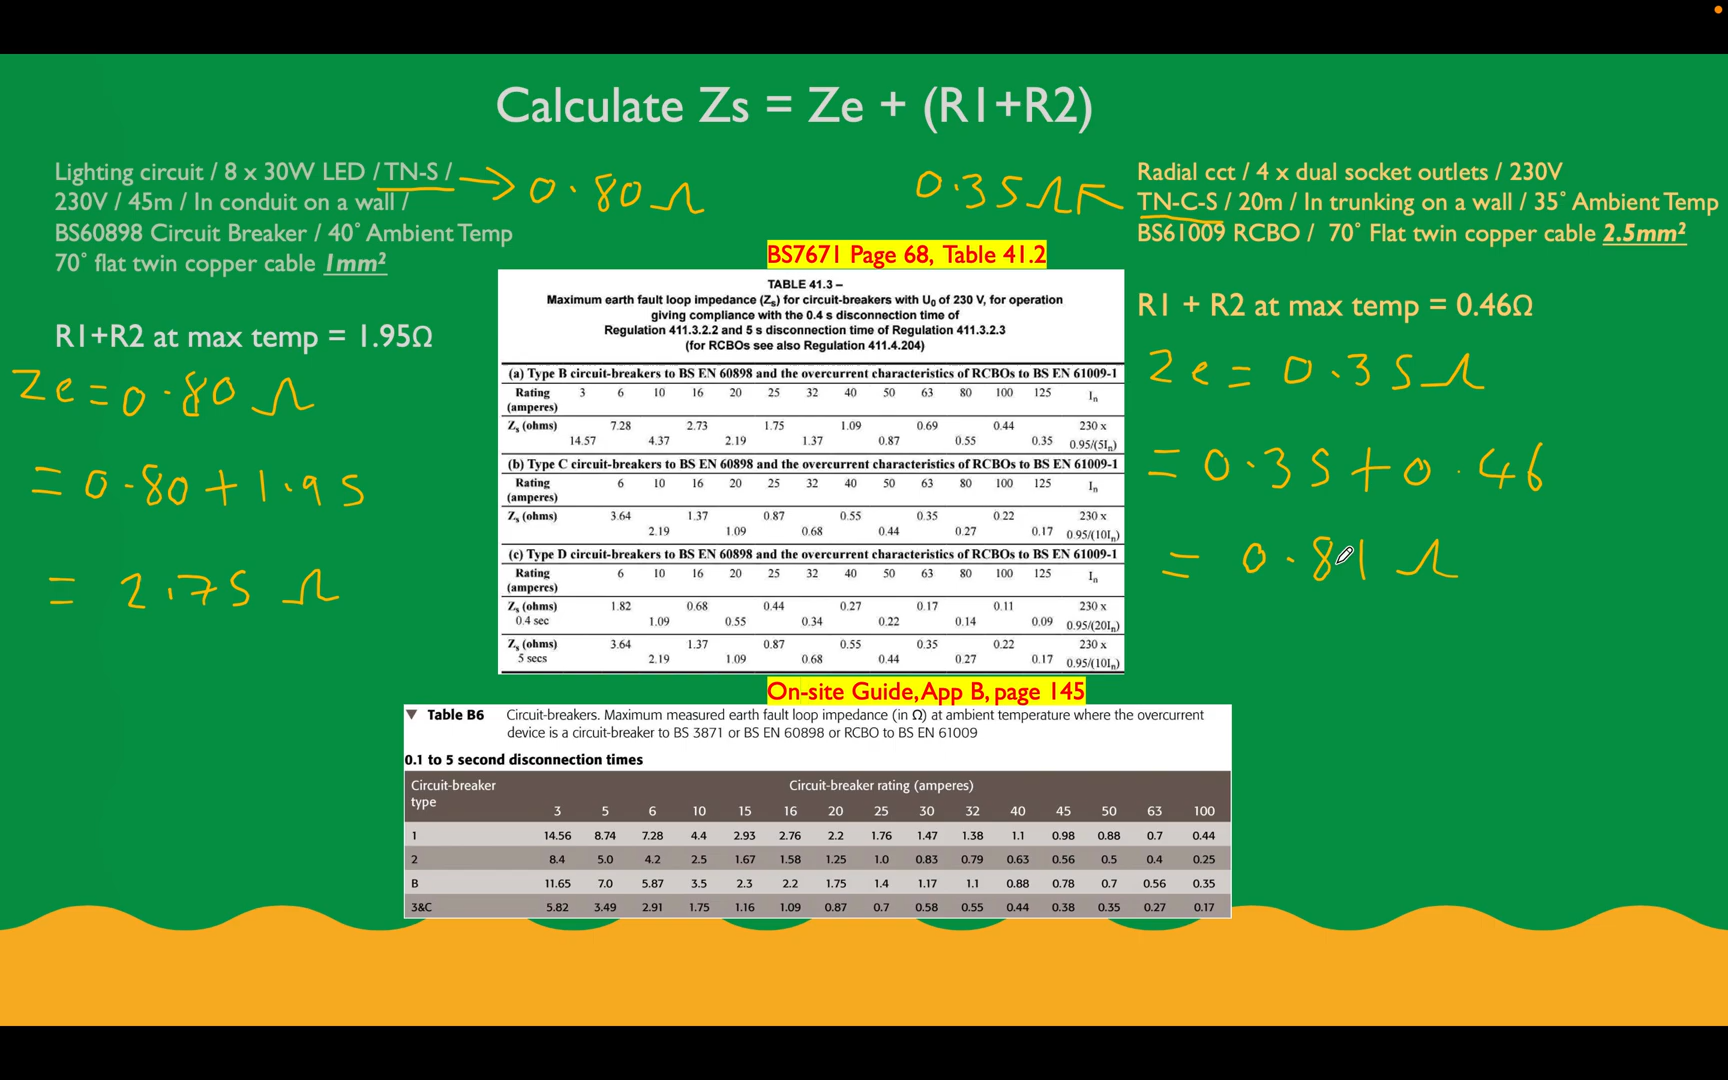 Calculate Zs = Ze + (R1+R2)
Lighting circuit / 8 x 30W LED / TN-S /
230V / 45m / In conduit on a wall /
BS60898 Circuit Breaker / 40° Ambient Temp
70° flat twin copper cable 1mm²
→ 0.80Ω
R1+R2 at max temp = 1.95Ω
Ze = 0.80 Ω
= 0.80 + 1.95
= 2.75 Ω
0.35Ω
Radial cct / 4 x dual socket outlets / 230V
TN-C-S / 20m / In trunking on a wall / 35° Ambient Temp
BS61009 RCBO / 70° Flat twin copper cable 2.5mm²
R1 + R2 at max temp = 0.46Ω
Ze = 0.35Ω
= 0.35 + 0.46
= 0.81 Ω
BS7671 Page 68, Table 41.2
TABLE 41.3 –
Maximum earth fault loop impedance (Zs) for circuit-breakers with U0 of 230 V, for operation
giving compliance with the 0.4 s disconnection time of
Regulation 411.3.2.2 and 5 s disconnection time of Regulation 411.3.2.3
(for RCBOs see also Regulation 411.4.204)
(a) Type B circuit-breakers to BS EN 60898 and the overcurrent characteristics of RCBOs to BS EN 61009-1
Rating 3 6 10 16 20 25 32 40 50 63 80 100 125 In
(amperes)
Zs (ohms) 7.28 2.73 1.75 1.09 0.69 0.44 230 x
14.57 4.37 2.19 1.37 0.87 0.55 0.35 0.95/(5In)
(b) Type C circuit-breakers to BS EN 60898 and the overcurrent characteristics of RCBOs to BS EN 61009-1
Rating 6 10 16 20 25 32 40 50 63 80 100 125 In
(amperes)
Zs (ohms) 3.64 1.37 0.87 0.55 0.35 0.22 230 x
2.19 1.09 0.68 0.44 0.27 0.17 0.95/(10In)
(c) Type D circuit-breakers to BS EN 60898 and the overcurrent characteristics of RCBOs to BS EN 61009-1
Rating 6 10 16 20 25 32 40 50 63 80 100 125 In
(amperes)
Zs (ohms) 1.82 0.68 0.44 0.27 0.17 0.11 230 x
0.4 sec 1.09 0.55 0.34 0.22 0.14 0.09 0.95/(20In)
Zs (ohms) 3.64 1.37 0.87 0.55 0.35 0.22 230 x
5 secs 2.19 1.09 0.68 0.44 0.27 0.17 0.95/(10In)
On-site Guide, App B, page 145
▼ Table B6 Circuit-breakers. Maximum measured earth fault loop impedance (in Ω) at ambient temperature where the overcurrent
device is a circuit-breaker to BS 3871 or BS EN 60898 or RCBO to BS EN 61009
0.1 to 5 second disconnection times
Circuit-breaker Circuit-breaker rating (amperes)
type
3 5 6 10 15 16 20 25 30 32 40 45 50 63 100
1 14.56 8.74 7.28 4.4 2.93 2.76 2.2 1.76 1.47 1.38 1.1 0.98 0.88 0.7 0.44
2 8.4 5.0 4.2 2.5 1.67 1.58 1.25 1.0 0.83 0.79 0.63 0.56 0.5 0.4 0.25
B 11.65 7.0 5.87 3.5 2.3 2.2 1.75 1.4 1.17 1.1 0.88 0.78 0.7 0.56 0.35
3&C 5.82 3.49 2.91 1.75 1.16 1.09 0.87 0.7 0.58 0.55 0.44 0.38 0.35 0.27 0.17